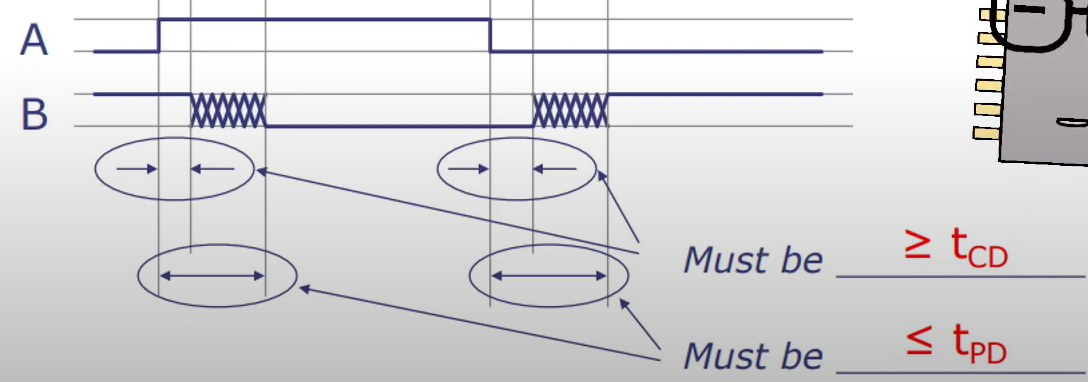 A
B
Must be ≥ tCD
Must be ≤ tPD